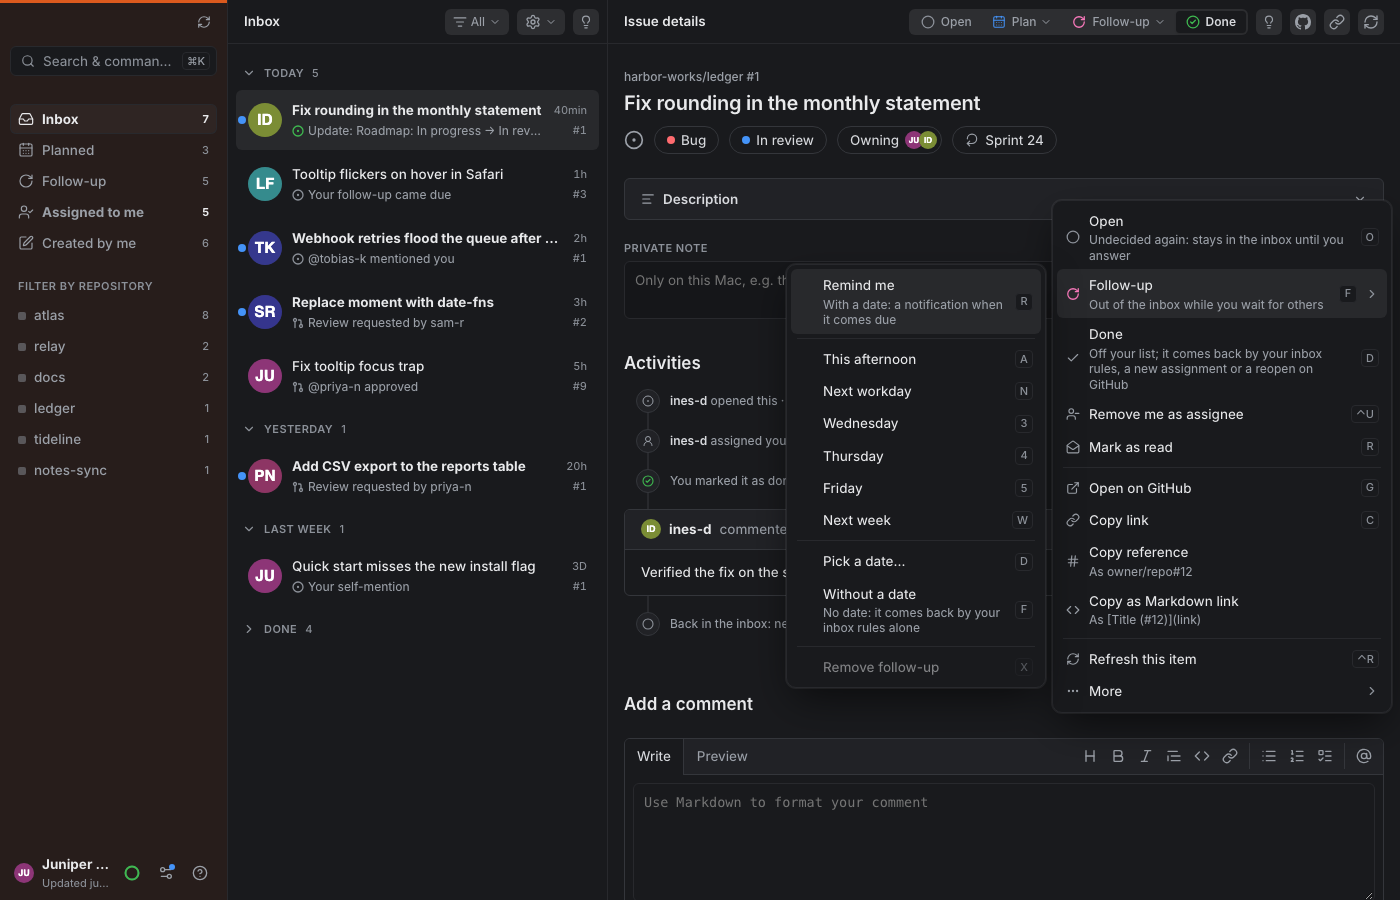 Search & comman... ⌘K
Inbox 7
Planned 3
Follow-up 5
Assigned to me 5
Created by me 6
FILTER BY REPOSITORY
atlas 8
relay 2
docs 2
ledger 1
tideline 1
notes-sync 1
JU Juniper ...
Updated ju...
Inbox
All
TODAY 5
ID Fix rounding in the monthly statement 40min
Update: Roadmap: In progress → In rev... #1
LF Tooltip flickers on hover in Safari 1h
Your follow-up came due #3
TK Webhook retries flood the queue after ... 2h
@tobias-k mentioned you #1
SR Replace moment with date-fns 3h
Review requested by sam-r #2
JU Fix tooltip focus trap 5h
@priya-n approved #9
YESTERDAY 1
PN Add CSV export to the reports table 20h
Review requested by priya-n #1
LAST WEEK 1
JU Quick start misses the new install flag 3D
Your self-mention #1
DONE 4
Issue details
Open Plan Follow-up Done
harbor-works/ledger #1
Fix rounding in the monthly statement
Bug In review Owning JU ID Sprint 24
Description
PRIVATE NOTE
Only on this Mac, e.g. th
Activities
ines-d opened this ·
ines-d assigned you
You marked it as don
ID ines-d commente
Verified the fix on the s
Back in the inbox: ne
Add a comment
Write Preview
Use Markdown to format your comment
Remind me R
With a date: a notification when
it comes due
This afternoon A
Next workday N
Wednesday 3
Thursday 4
Friday 5
Next week W
Pick a date... D
Without a date F
No date: it comes back by your
inbox rules alone
Remove follow-up X
Open O
Undecided again: stays in the inbox until you
answer
Follow-up F
Out of the inbox while you wait for others
Done D
Off your list; it comes back by your inbox
rules, a new assignment or a reopen on
GitHub
Remove me as assignee ^U
Mark as read R
Open on GitHub G
Copy link C
Copy reference
As owner/repo#12
Copy as Markdown link
As [Title (#12)](link)
Refresh this item ^R
More